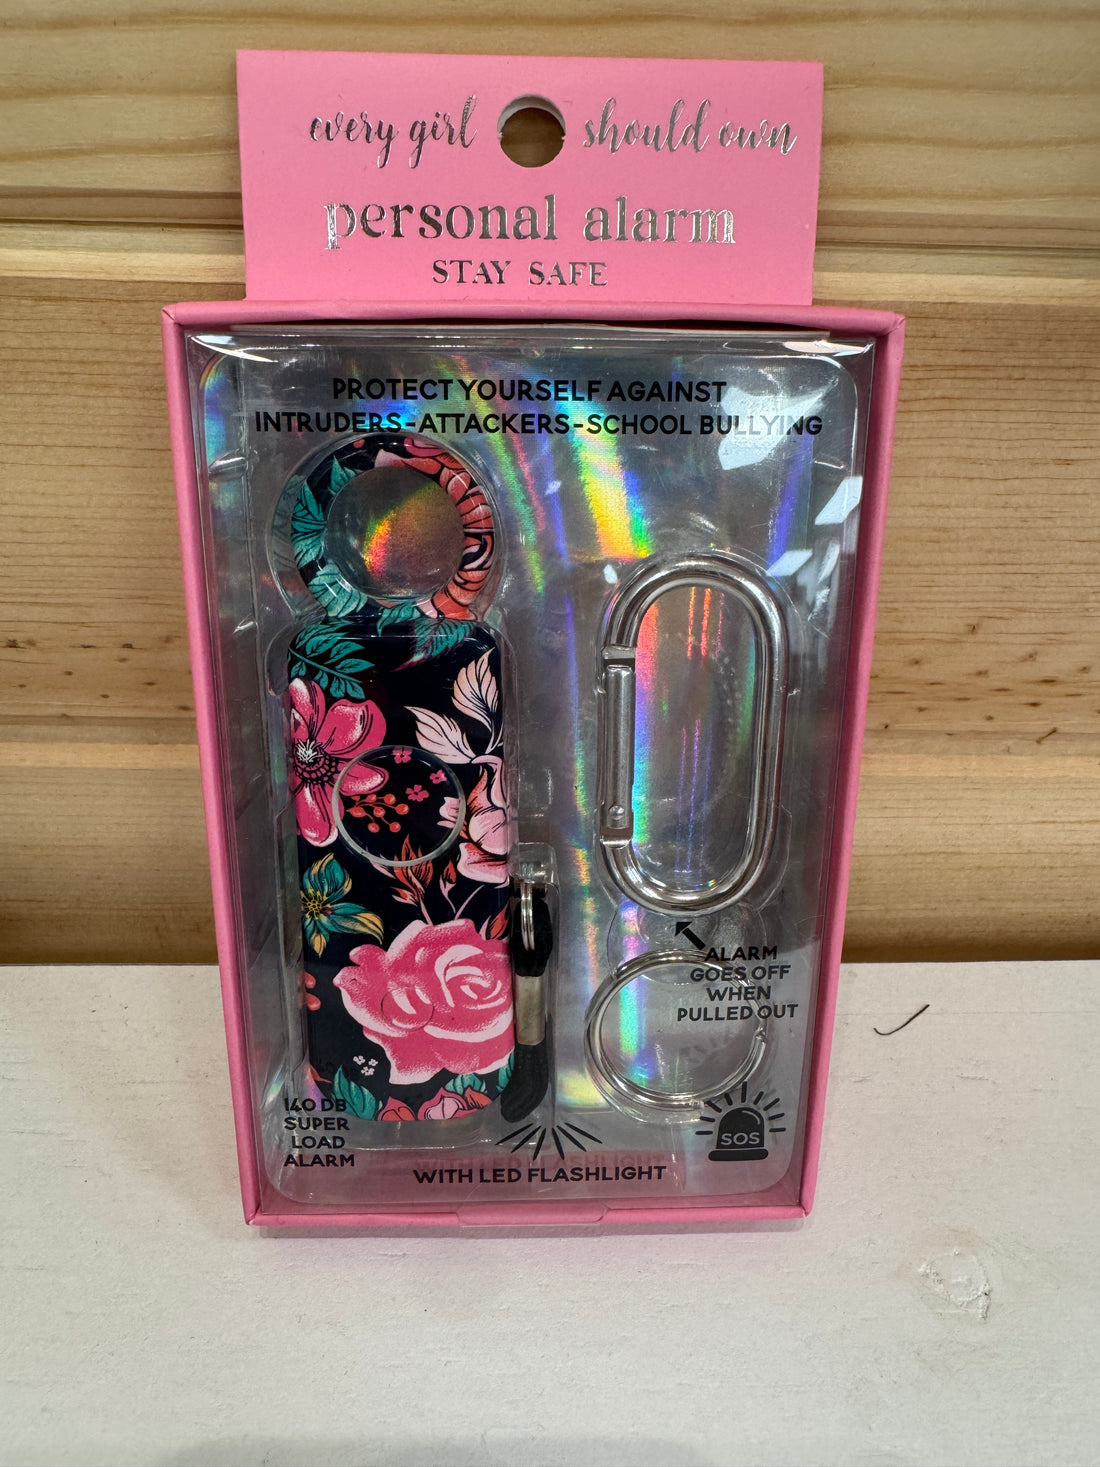 every girl should own
personal alarm
STAY SAFE
PROTECT YOURSELF AGAINST
INTRUDERS-ATTACKERS-SCHOOL BULLYING
ALARM
GOES OFF
WHEN
PULLED OUT
140 DB
SUPER
LOAD
ALARM
WITH LED FLASHLIGHT
SOS